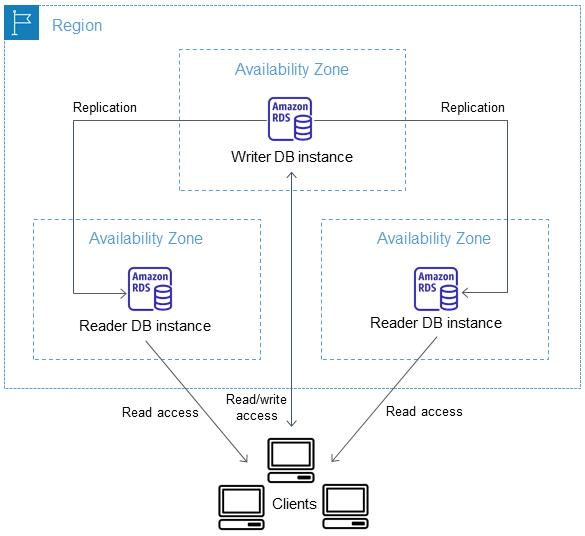 Region
Availability Zone
Replication
Amazon
RDS
Replication
Writer DB instance
Availability Zone
Availability Zone
Amazon
RDS
Reader DB instance
Amazon
RDS
Reader DB instance
Read access
Read/write
access
Read access
Clients